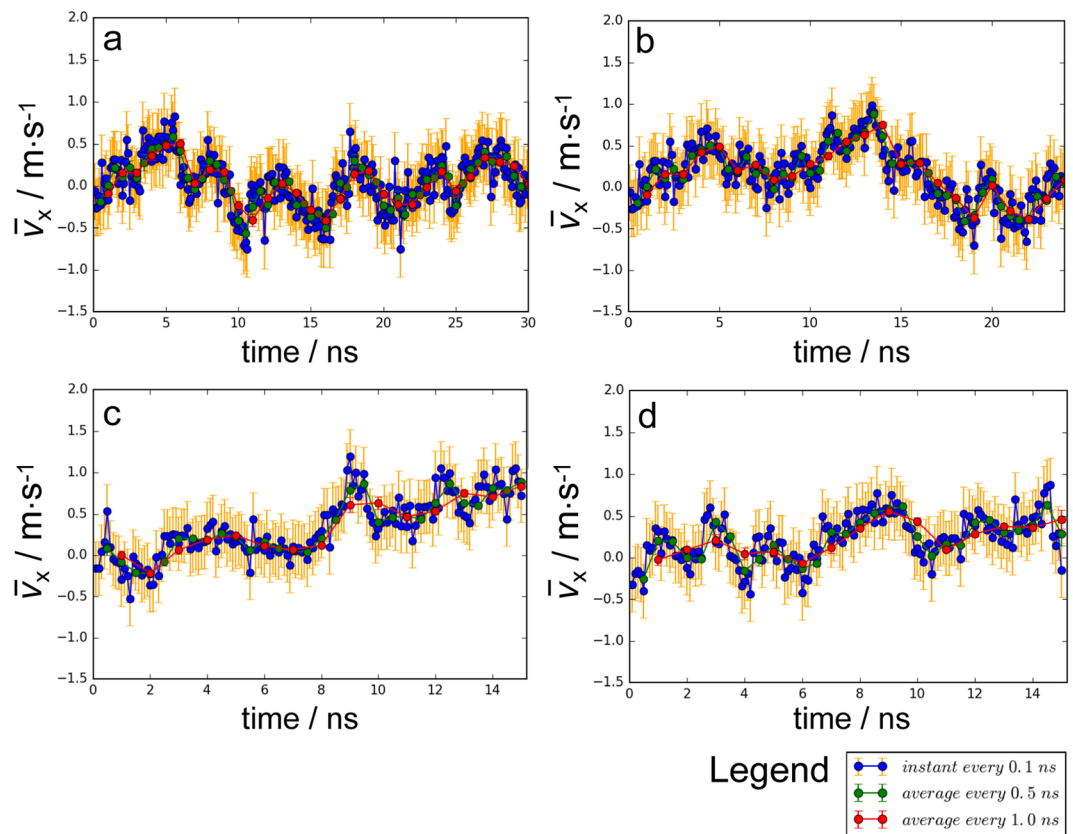 a
2.0
1.5
1.0
0.5
0.0
−0.5
−1.0
−1.5
v̅x / m·s-1
0 5 10 15 20 25 30
time / ns
b
2.0
1.5
1.0
0.5
0.0
−0.5
−1.0
−1.5
v̅x / m·s-1
0 5 10 15 20
time / ns
c
2.0
1.5
1.0
0.5
0.0
−0.5
−1.0
−1.5
v̅x / m·s-1
0 2 4 6 8 10 12 14
time / ns
d
2.0
1.5
1.0
0.5
0.0
−0.5
−1.0
−1.5
v̅x / m·s-1
0 2 4 6 8 10 12 14
time / ns
Legend
instant every 0.1 ns
average every 0.5 ns
average every 1.0 ns